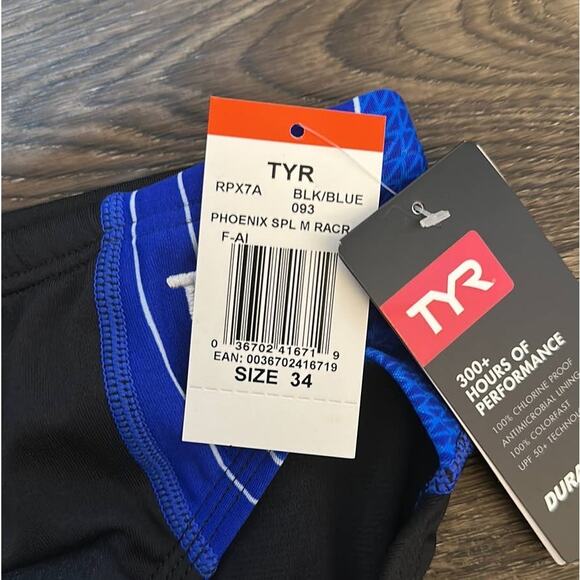 TYR
RPX7A BLK/BLUE
093
PHOENIX SPL M RACR
F-AI
0 36702 41671 9
EAN: 0036702416719
SIZE 34
TYR
300+
HOURS OF
PERFORMANCE
100% CHLORINE PROOF
ANTIMICROBIAL LINING
100% COLORFAST
UPF 50+